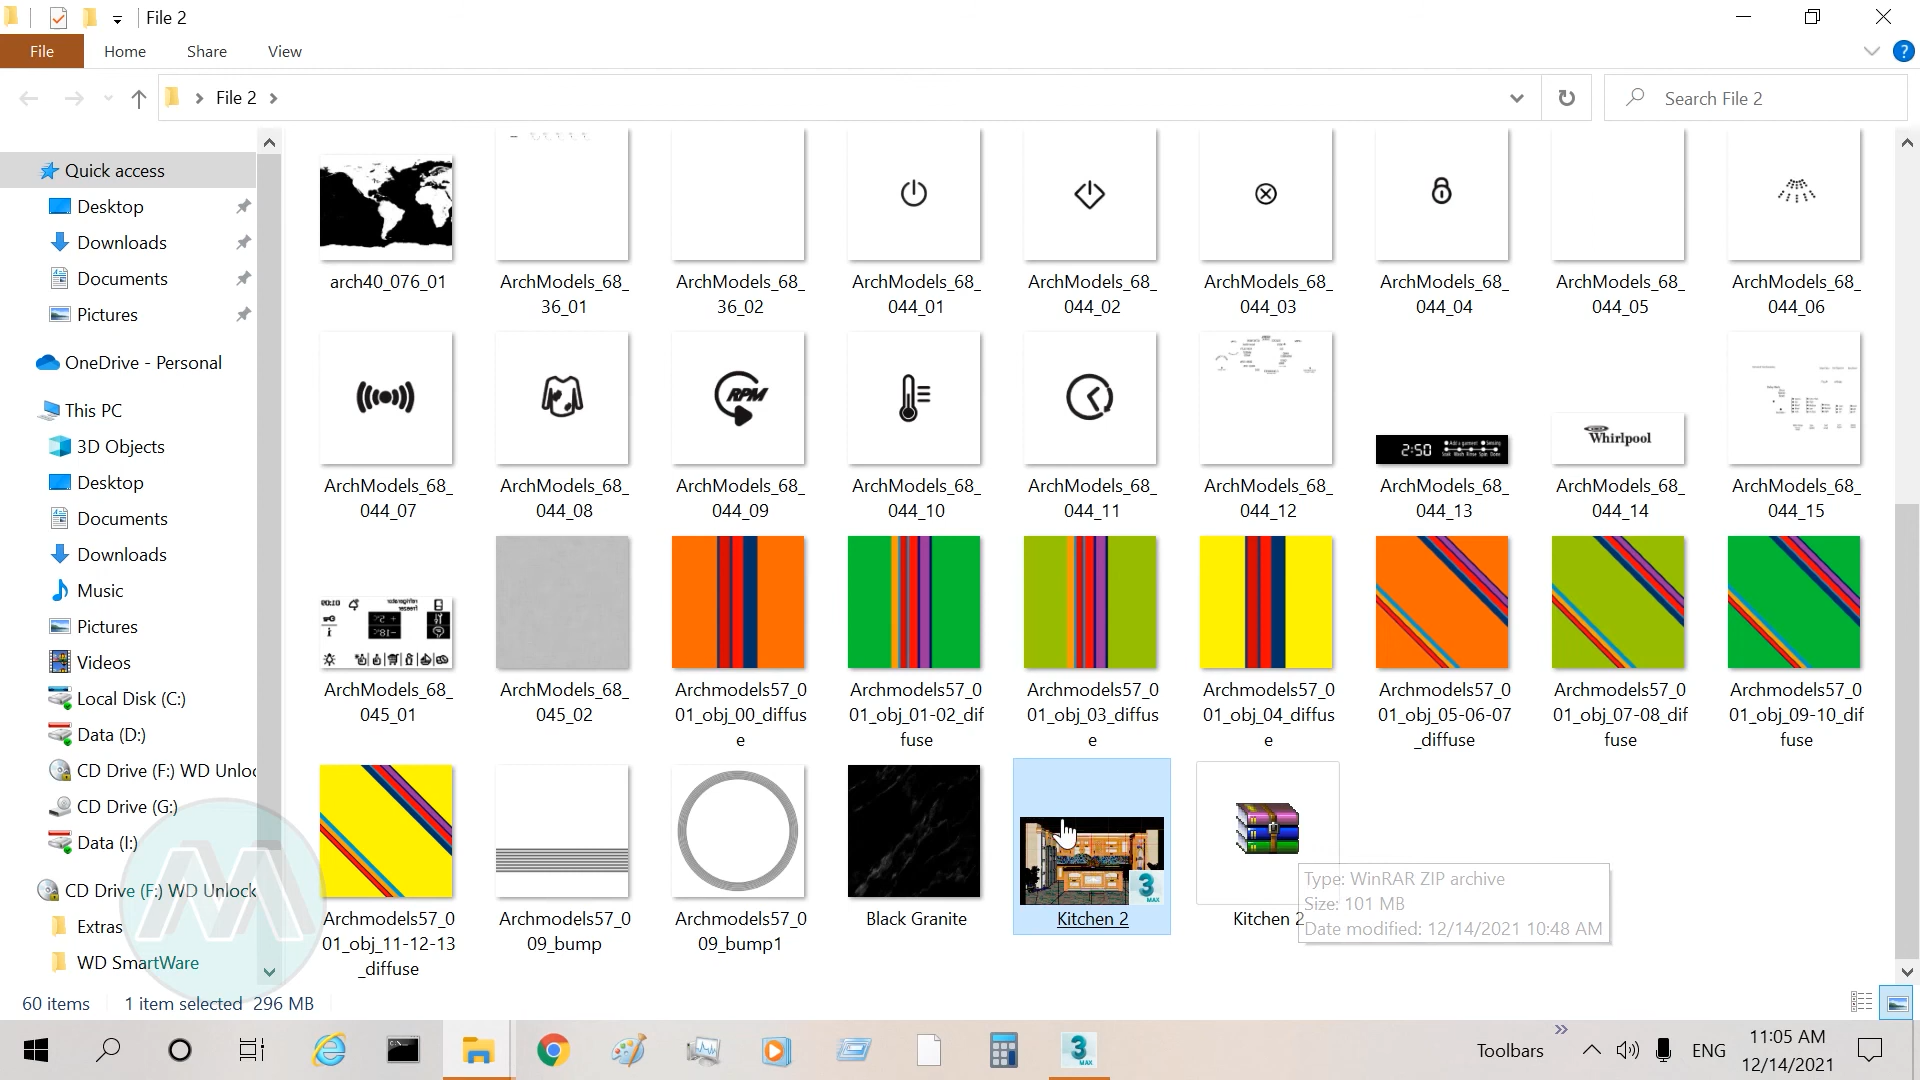 File 2
File
Home
Share
View
File 2
Search File 2
Quick access
Desktop
Downloads
Documents
Pictures
OneDrive - Personal
This PC
3D Objects
Desktop
Documents
Downloads
Music
Pictures
Videos
Local Disk (C:)
Data (D:)
CD Drive (F:) WD Unloc
CD Drive (G:)
Data (I:)
CD Drive (F:) WD Unlock
Extras
WD SmartWare
arch40_076_01
ArchModels_68_
36_01
ArchModels_68_
36_02
ArchModels_68_
044_01
ArchModels_68_
044_02
ArchModels_68_
044_03
ArchModels_68_
044_04
ArchModels_68_
044_05
ArchModels_68_
044_06
RPM
2:50
Whirlpool
ArchModels_68_
044_07
ArchModels_68_
044_08
ArchModels_68_
044_09
ArchModels_68_
044_10
ArchModels_68_
044_11
ArchModels_68_
044_12
ArchModels_68_
044_13
ArchModels_68_
044_14
ArchModels_68_
044_15
ArchModels_68_
045_01
ArchModels_68_
045_02
Archmodels57_0
01_obj_00_diffus
e
Archmodels57_0
01_obj_01-02_dif
fuse
Archmodels57_0
01_obj_03_diffus
e
Archmodels57_0
01_obj_04_diffus
e
Archmodels57_0
01_obj_05-06-07
_diffuse
Archmodels57_0
01_obj_07-08_dif
fuse
Archmodels57_0
01_obj_09-10_dif
fuse
Archmodels57_0
01_obj_11-12-13
_diffuse
Archmodels57_0
09_bump
Archmodels57_0
09_bump1
Black Granite
3
MAX
Kitchen 2
Kitchen 2
Type: WinRAR ZIP archive
Size: 101 MB
Date modified: 12/14/2021 10:48 AM
60 items
1 item selected 296 MB
3
MAX
Toolbars
ENG
11:05 AM
12/14/2021